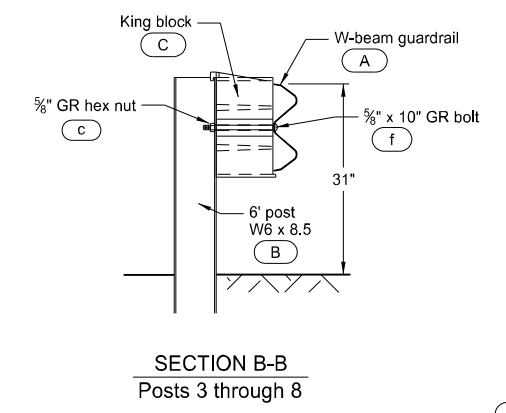 King block
C
W-beam guardrail
A
⅝" GR hex nut
c
⅝" x 10" GR bolt
f
31"
6' post
W6 x 8.5
B
SECTION B-B
Posts 3 through 8